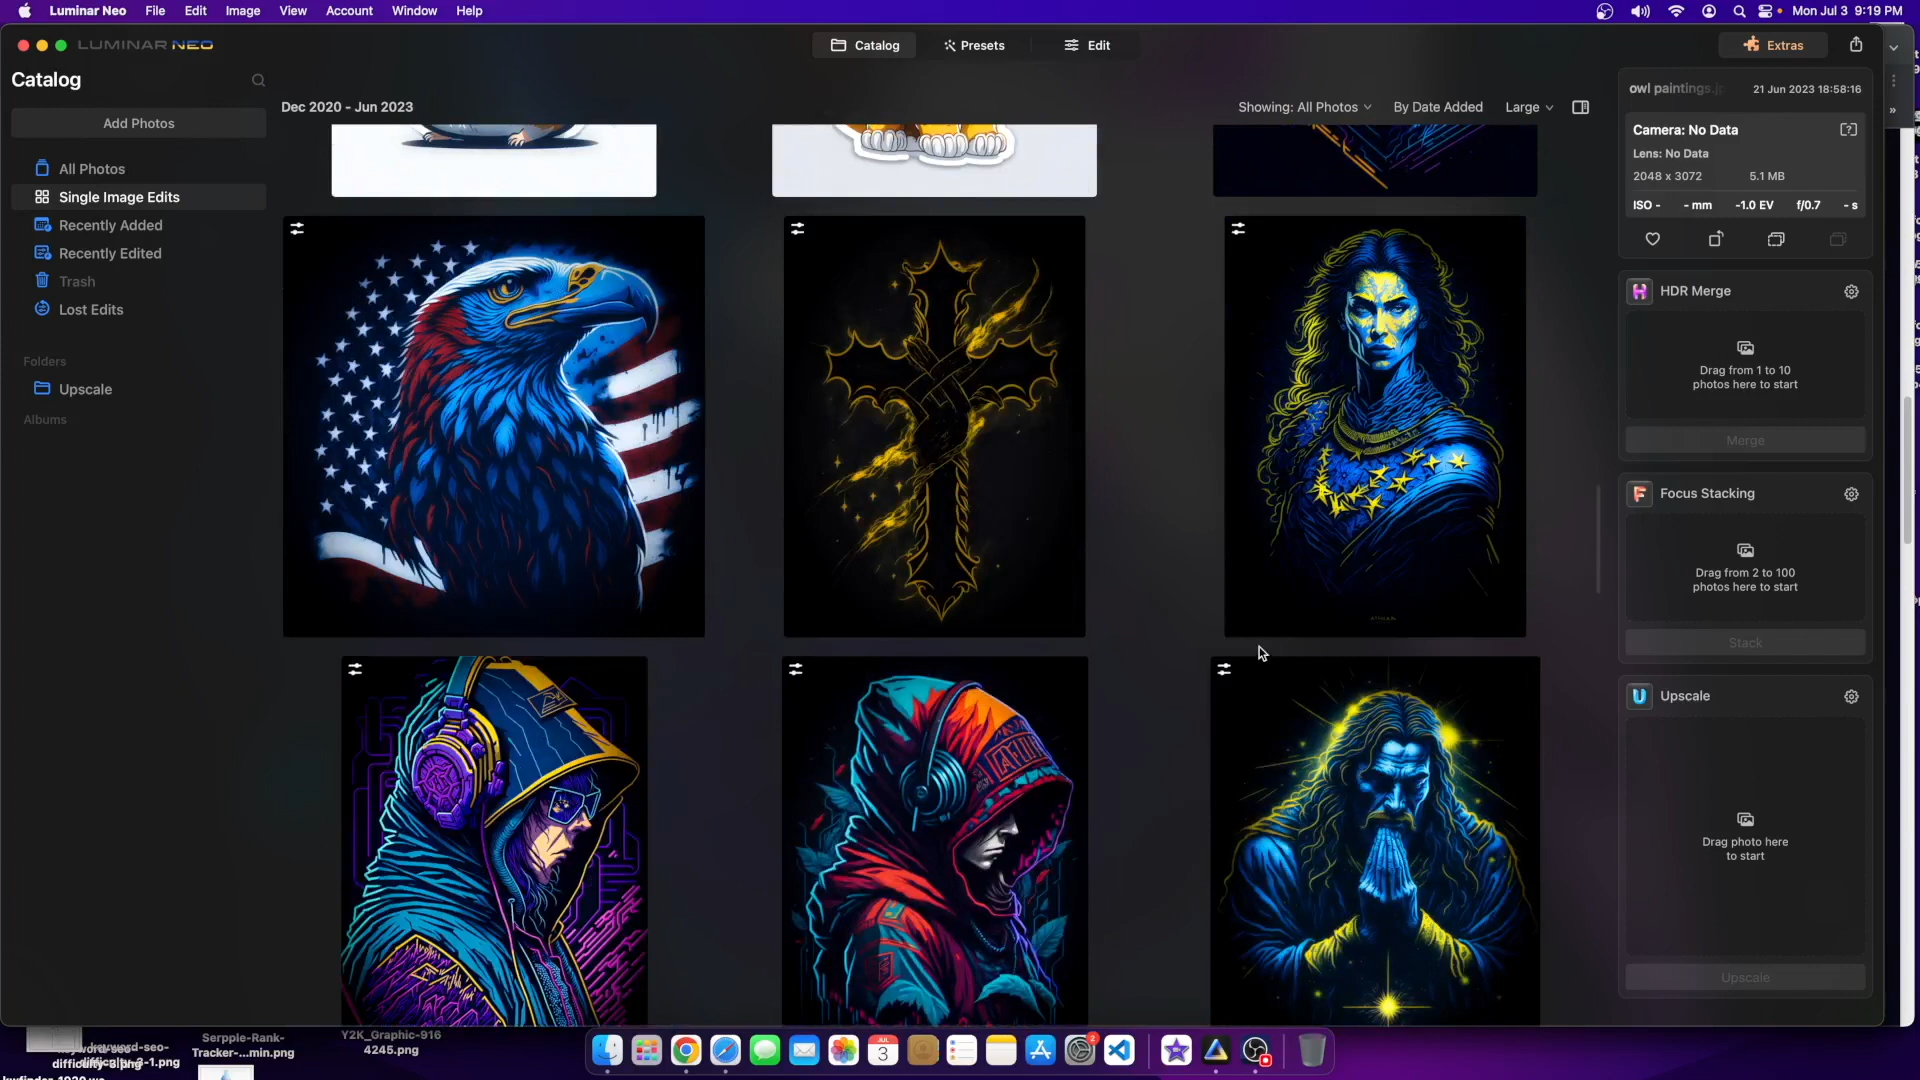 Luminar Neo File Edit Image View Account Window Help
Mon Jul 3 9:19 PM
LUMINAR NEO
Catalog Presets Edit
Extras
Catalog
Add Photos
All Photos
Single Image Edits
Recently Added
Recently Edited
Trash
Lost Edits
Folders
Upscale
Albums
Dec 2020 - Jun 2023
Showing: All Photos By Date Added Large
owl paintings.jp 21 Jun 2023 18:58:16
Camera: No Data
Lens: No Data
2048 x 3072 5.1 MB
ISO - - mm -1.0 EV f/0.7 - s
HDR Merge
Drag from 1 to 10
photos here to start
Merge
Focus Stacking
Drag from 2 to 100
photos here to start
Stack
Upscale
Drag photo here
to start
Upscale
Serpple-Rank-
Tracker-...min.png
Y2K_Graphic-916
4245.png
JUL
3
2